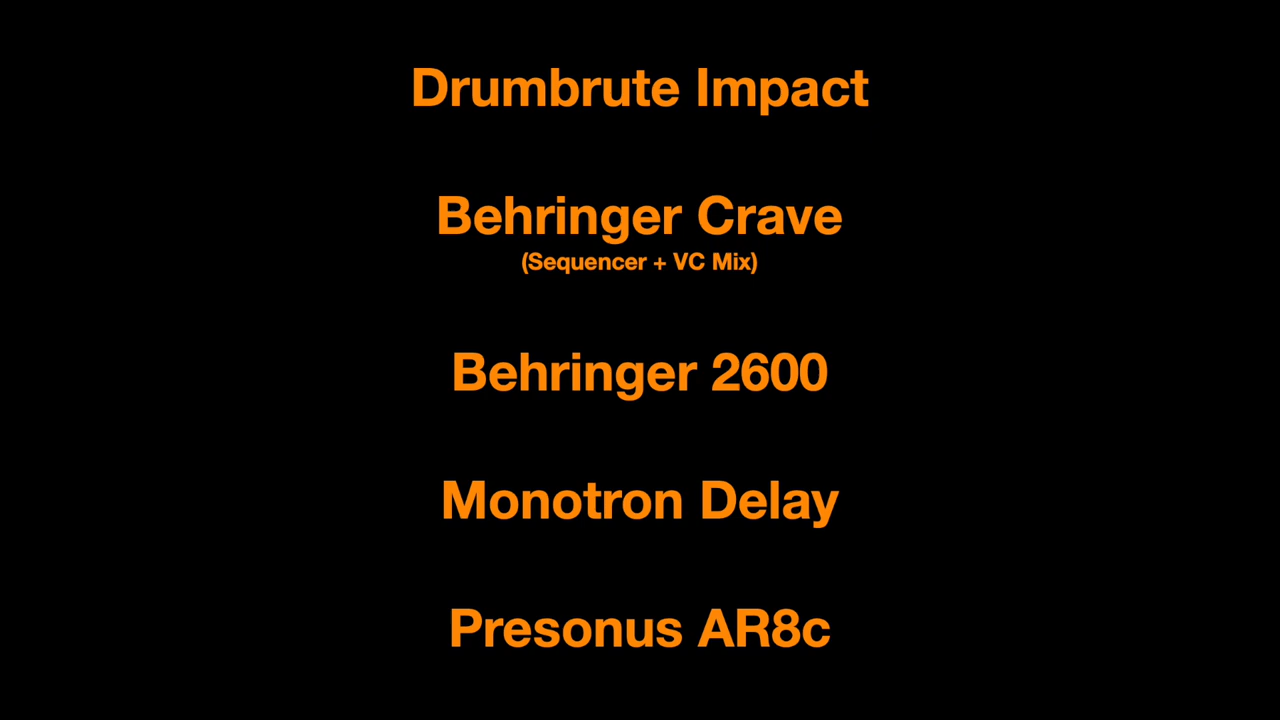 Drumbrute Impact
Behringer Crave
(Sequencer + VC Mix)
Behringer 2600
Monotron Delay
Presonus AR8c